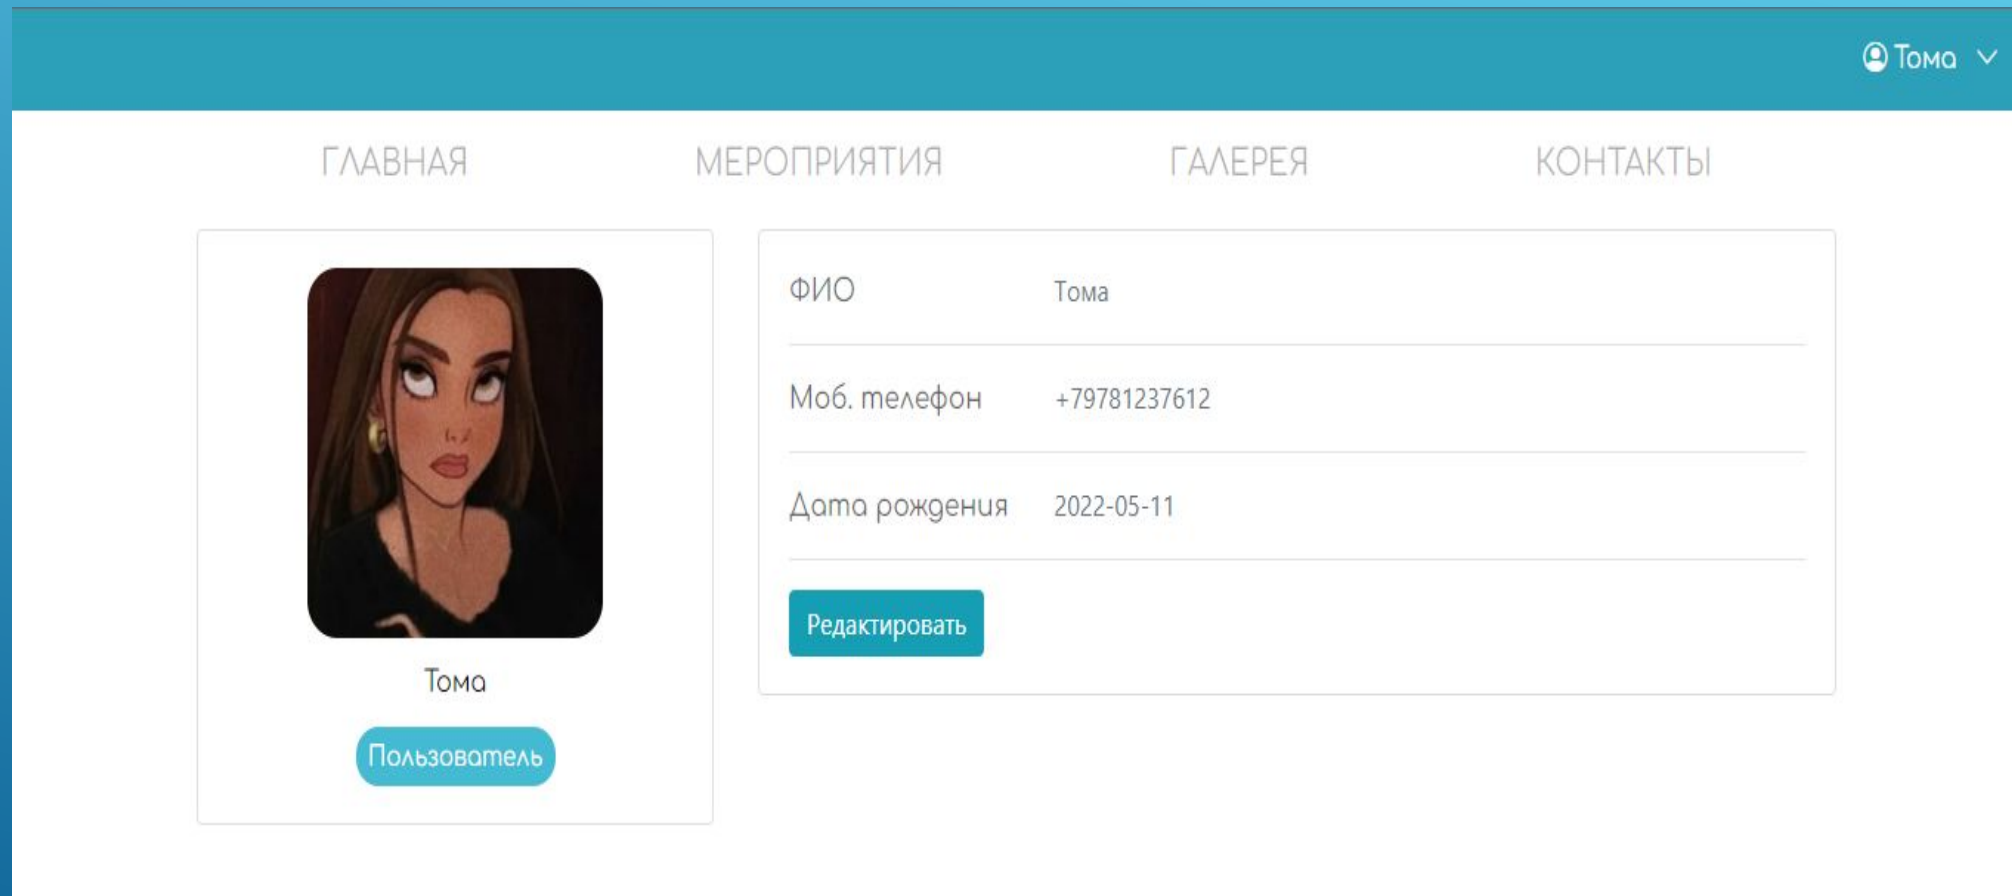 Тома
ГЛАВНАЯ МЕРОПРИЯТИЯ ГАЛЕРЕЯ КОНТАКТЫ
Тома
Пользователь
ФИО Тома
Моб. телефон +79781237612
Дата рождения 2022-05-11
Редактировать